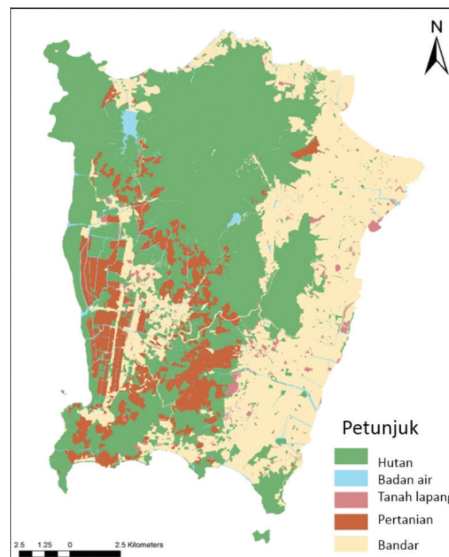 N
Petunjuk
Hutan
Badan air
Tanah lapang
Pertanian
Bandar
2.5 1.25 0 2.5 Kilometers